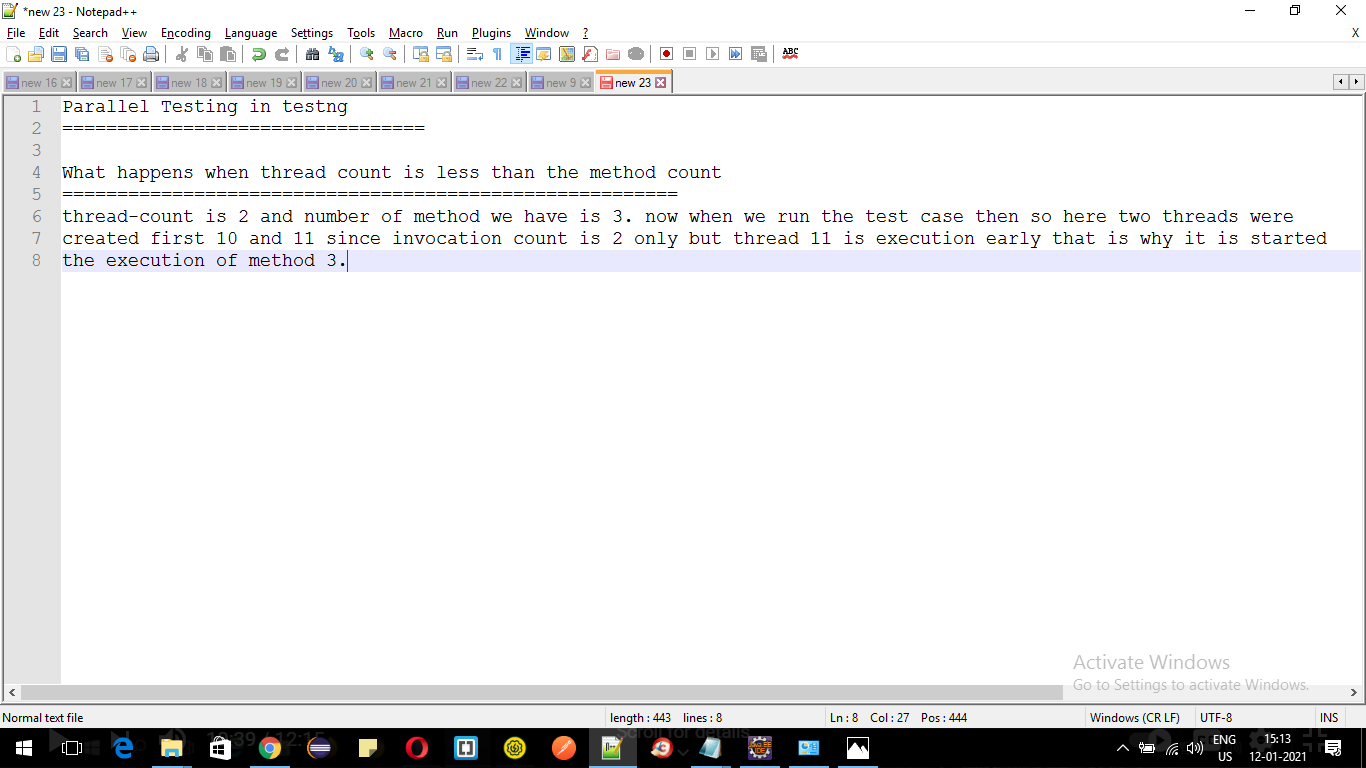 *new 23 - Notepad++
File Edit Search View Encoding Language Settings Tools Macro Run Plugins Window ? X
ABC
new 16 new 17 new 18 new 19 new 20 new 21 new 22 new 9 new 23
1 Parallel Testing in testng
2 =================================
3
4 What happens when thread count is less than the method count
5 ========================================================
6 thread-count is 2 and number of method we have is 3. now when we run the test case then so here two threads were
7 created first 10 and 11 since invocation count is 2 only but thread 11 is execution early that is why it is started
8 the execution of method 3.
Activate Windows
Go to Settings to activate Windows.
Normal text file length : 443 lines : 8 Ln : 8 Col : 27 Pos : 444 Windows (CR LF) UTF-8 INS
Scroll for details
ENG 15:13
US 12-01-2021